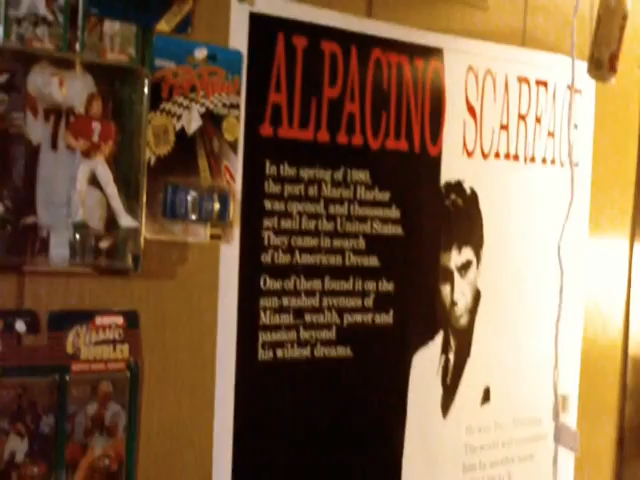 AL PACINO SCARFACE
In the spring of 1980,
the port at Mariel Harbor
was opened, and thousands
set sail for the United States.
They came in search
of the American Dream.
One of them found it on the
sun-washed avenues of
Miami...wealth, power and
passion beyond
his wildest dreams.
Classic
DOUBLES